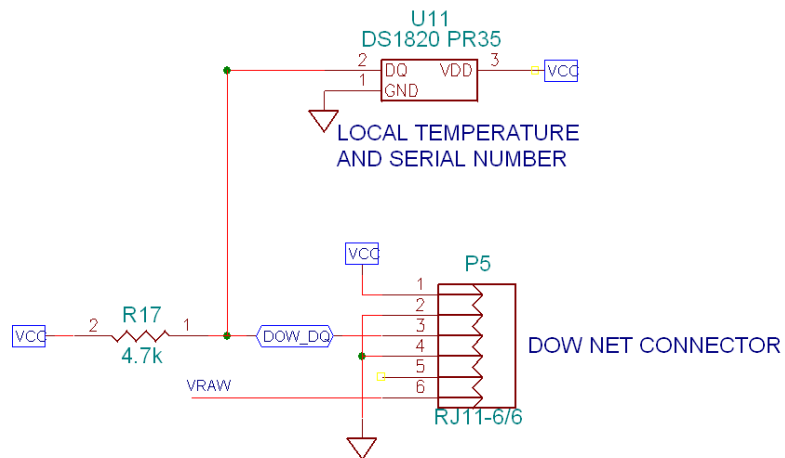 U11
DS1820 PR35
2 DQ VDD 3 VCC
1 GND
LOCAL TEMPERATURE
AND SERIAL NUMBER
VCC
P5
1
2
R17
VCC 2 1 DOW_DQ 3
4.7k
DOW NET CONNECTOR
4
5
VRAW 6
RJ11-6/6